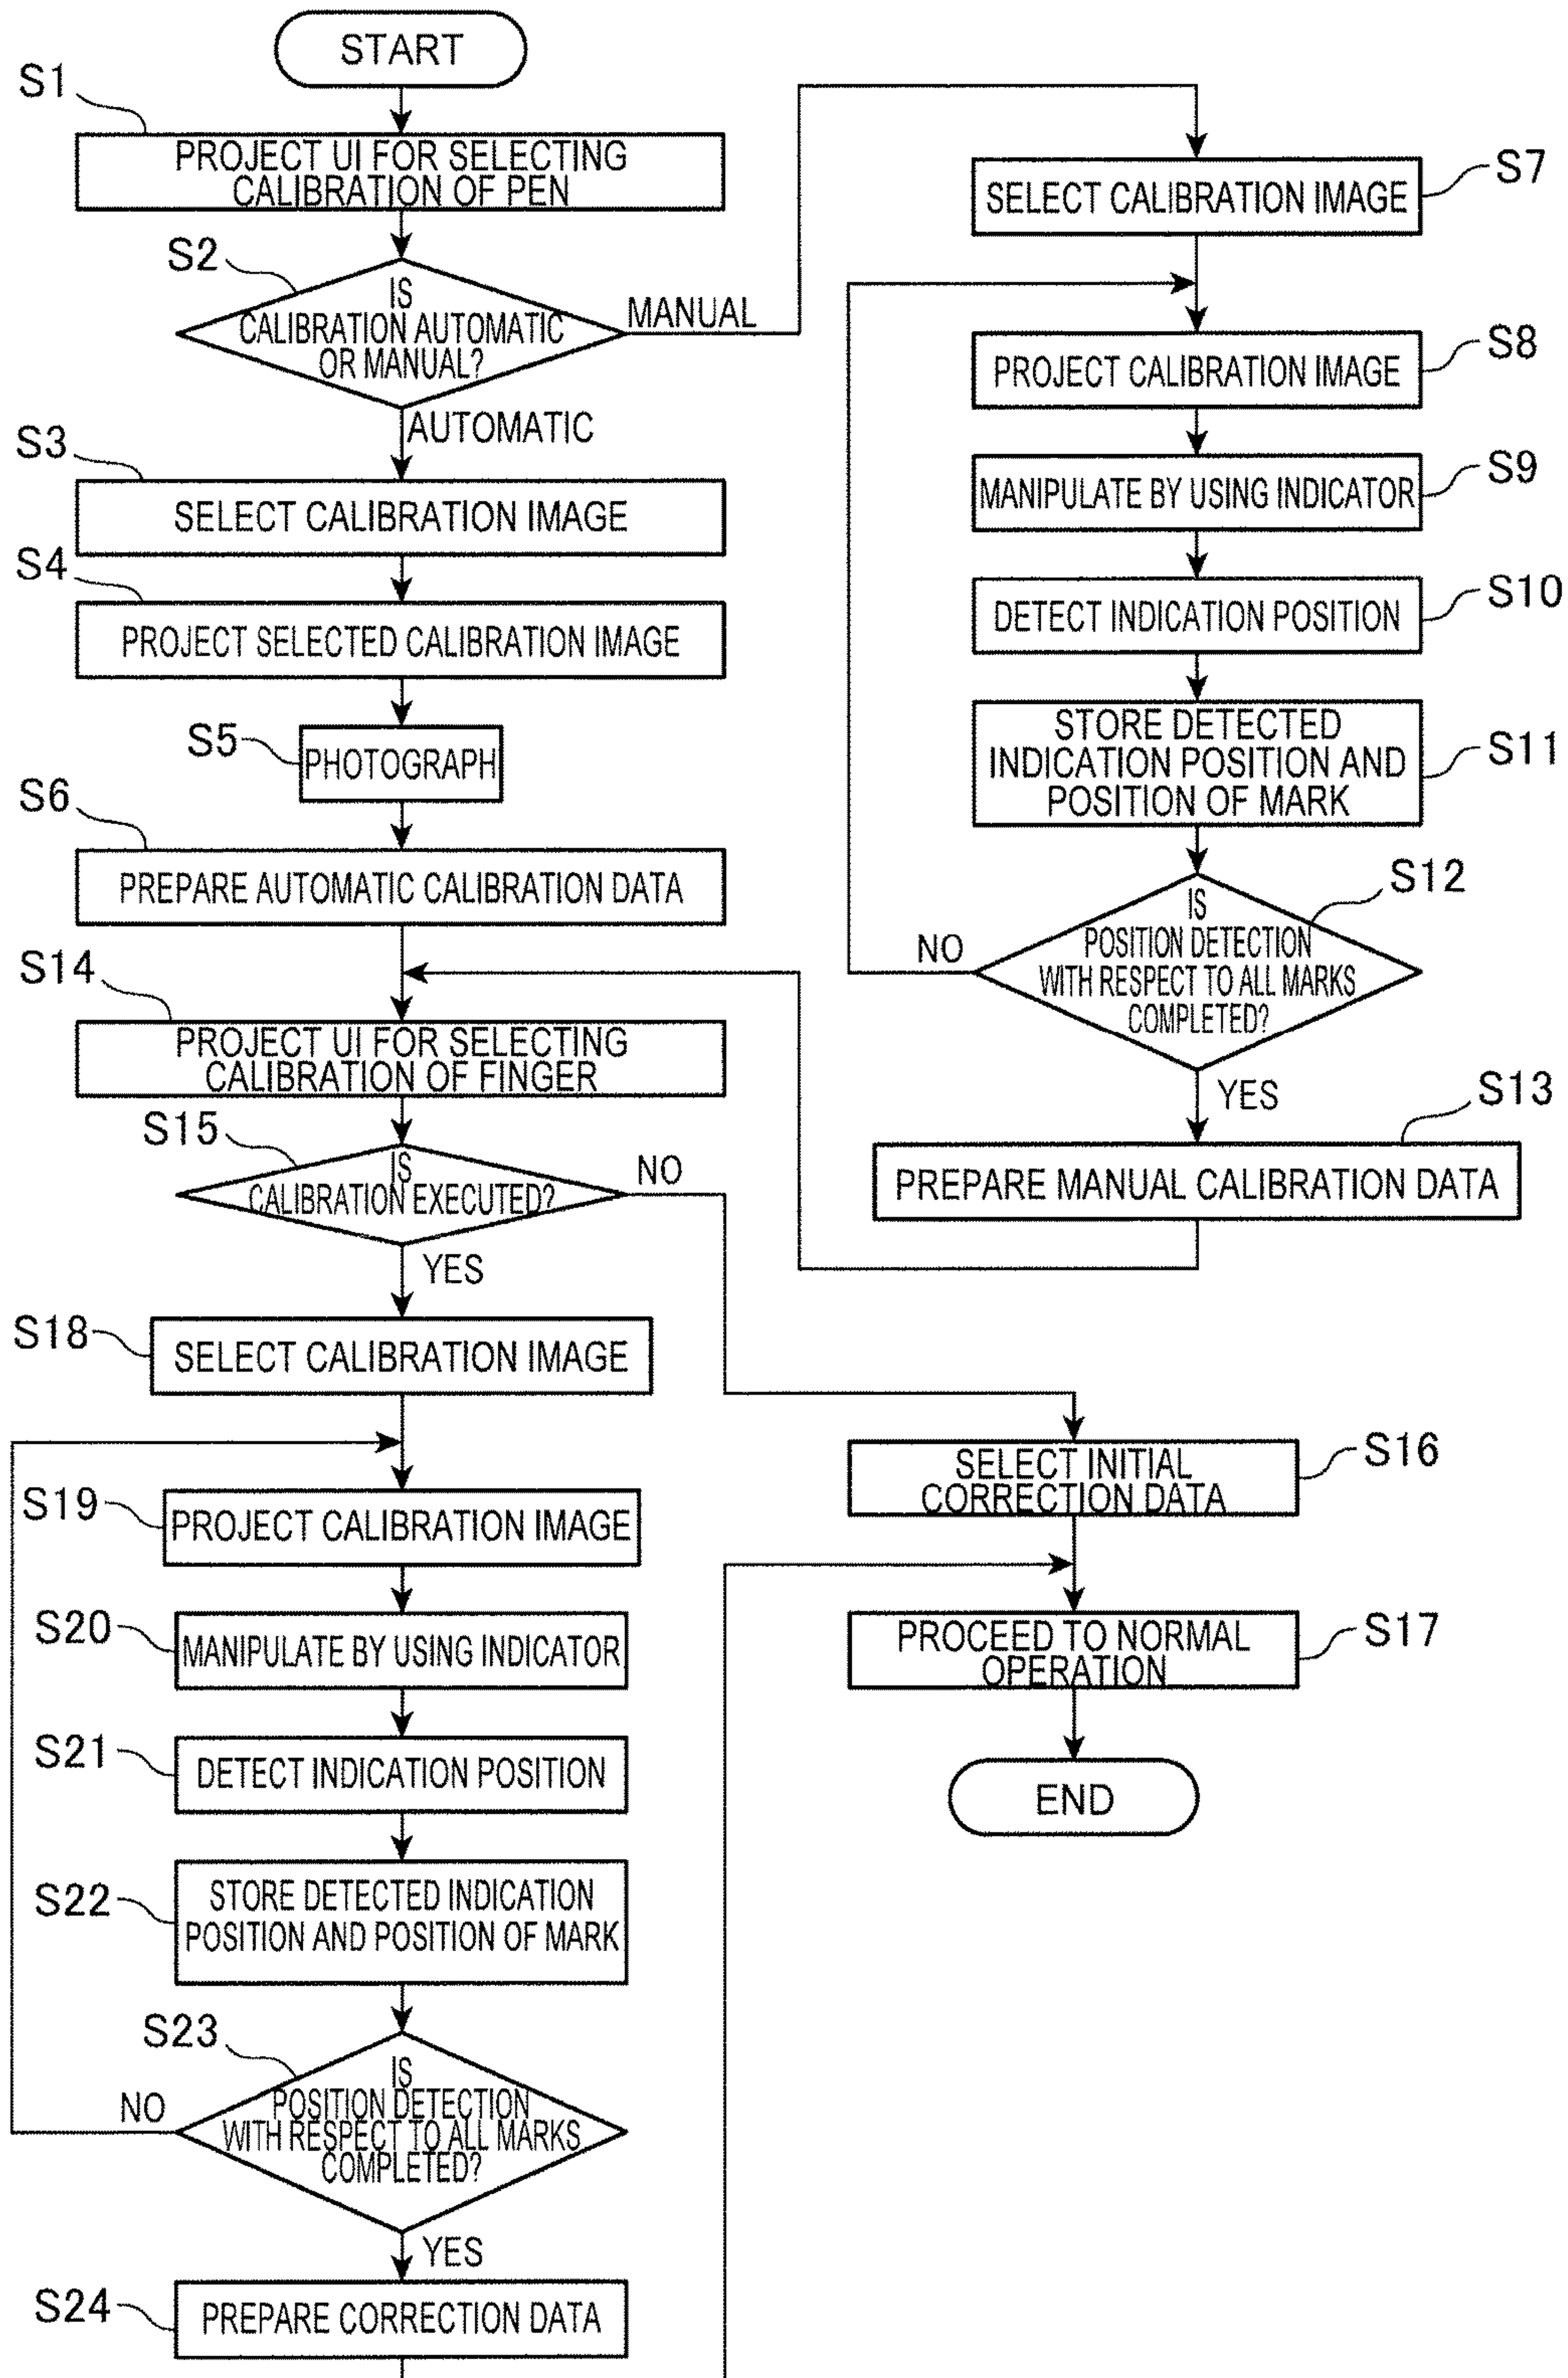 START
S1
PROJECT UI FOR SELECTING
CALIBRATION OF PEN
S2
IS
CALIBRATION AUTOMATIC
OR MANUAL?
MANUAL
AUTOMATIC
S3
SELECT CALIBRATION IMAGE
S4
PROJECT SELECTED CALIBRATION IMAGE
S5
PHOTOGRAPH
S6
PREPARE AUTOMATIC CALIBRATION DATA
S7
SELECT CALIBRATION IMAGE
S8
PROJECT CALIBRATION IMAGE
S9
MANIPULATE BY USING INDICATOR
S10
DETECT INDICATION POSITION
S11
STORE DETECTED
INDICATION POSITION AND
POSITION OF MARK
S12
IS
POSITION DETECTION
WITH RESPECT TO ALL MARKS
COMPLETED?
NO
YES
S13
PREPARE MANUAL CALIBRATION DATA
S14
PROJECT UI FOR SELECTING
CALIBRATION OF FINGER
S15
IS
CALIBRATION EXECUTED?
NO
YES
S16
SELECT INITIAL
CORRECTION DATA
S17
PROCEED TO NORMAL
OPERATION
END
S18
SELECT CALIBRATION IMAGE
S19
PROJECT CALIBRATION IMAGE
S20
MANIPULATE BY USING INDICATOR
S21
DETECT INDICATION POSITION
S22
STORE DETECTED INDICATION
POSITION AND POSITION OF MARK
S23
IS
POSITION DETECTION
WITH RESPECT TO ALL MARKS
COMPLETED?
NO
YES
S24
PREPARE CORRECTION DATA